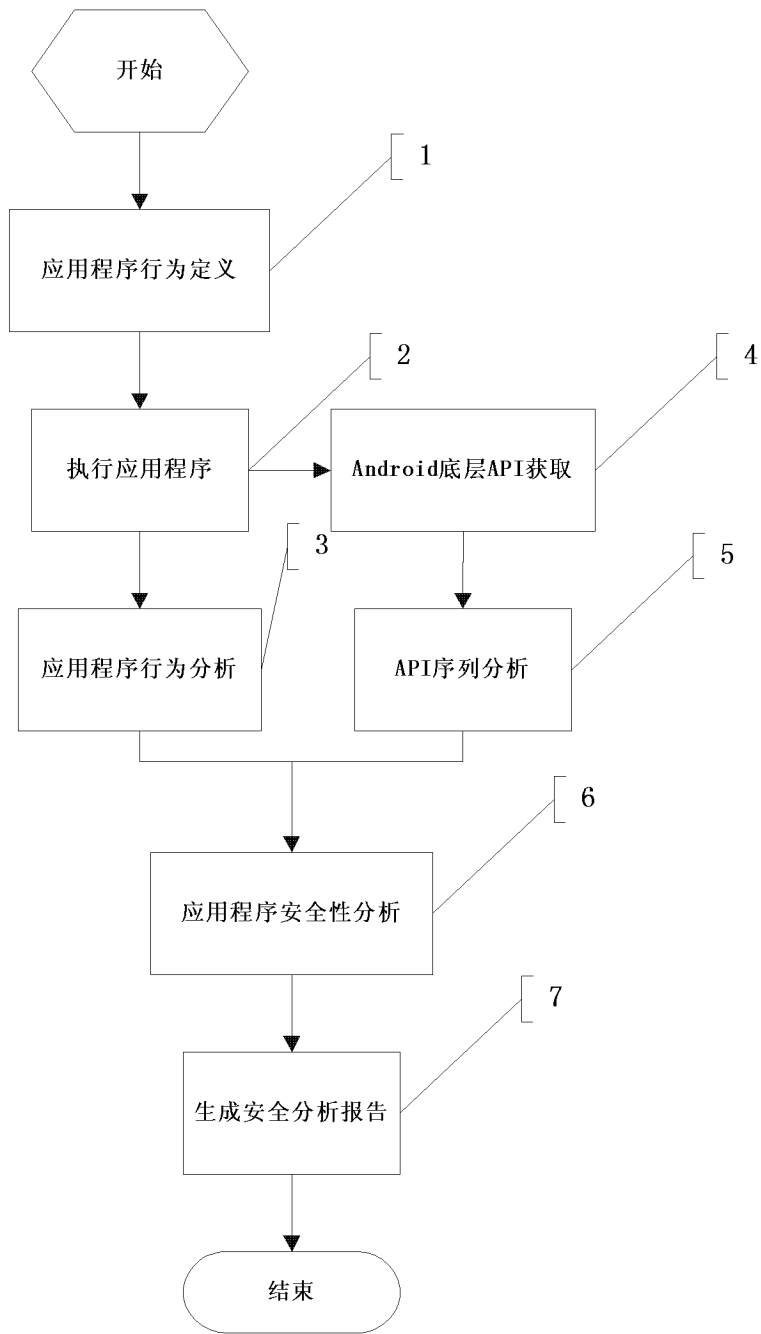 开始
1
应用程序行为定义
2
4
执行应用程序
Android底层API获取
3
5
应用程序行为分析
API序列分析
6
应用程序安全性分析
7
生成安全分析报告
结束